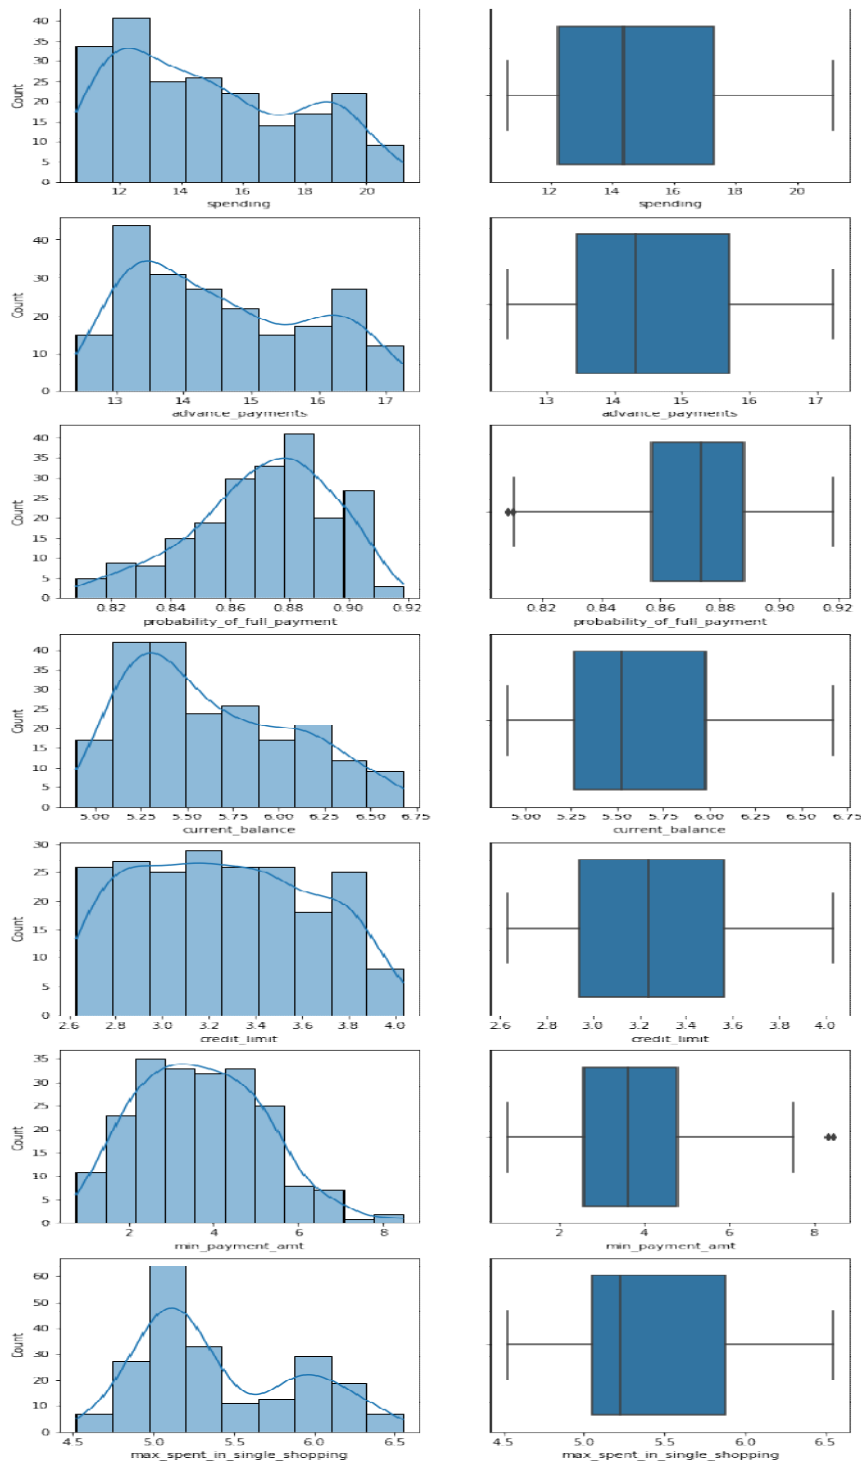 40
35
30
25
20
15
10
5
0
Count
12 14 16 18 20
spending
12 14 16 18 20
spending
40
30
20
10
0
Count
13 14 15 16 17
advance_payments
13 14 15 16 17
advance_payments
40
35
30
25
20
15
10
5
0
Count
0.82 0.84 0.86 0.88 0.90 0.92
probability_of_full_payment
0.82 0.84 0.86 0.88 0.90 0.92
probability_of_full_payment
40
35
30
25
20
15
10
5
0
Count
5.00 5.25 5.50 5.75 6.00 6.25 6.50 6.75
current_balance
5.00 5.25 5.50 5.75 6.00 6.25 6.50 6.75
current_balance
30
25
20
15
10
5
0
Count
2.6 2.8 3.0 3.2 3.4 3.6 3.8 4.0
credit_limit
2.6 2.8 3.0 3.2 3.4 3.6 3.8 4.0
credit_limit
35
30
25
20
15
10
5
0
Count
2 4 6 8
min_payment_amt
2 4 6 8
min_payment_amt
60
50
40
30
20
10
0
Count
4.5 5.0 5.5 6.0 6.5
max_spent_in_single_shopping
4.5 5.0 5.5 6.0 6.5
max_spent_in_single_shopping